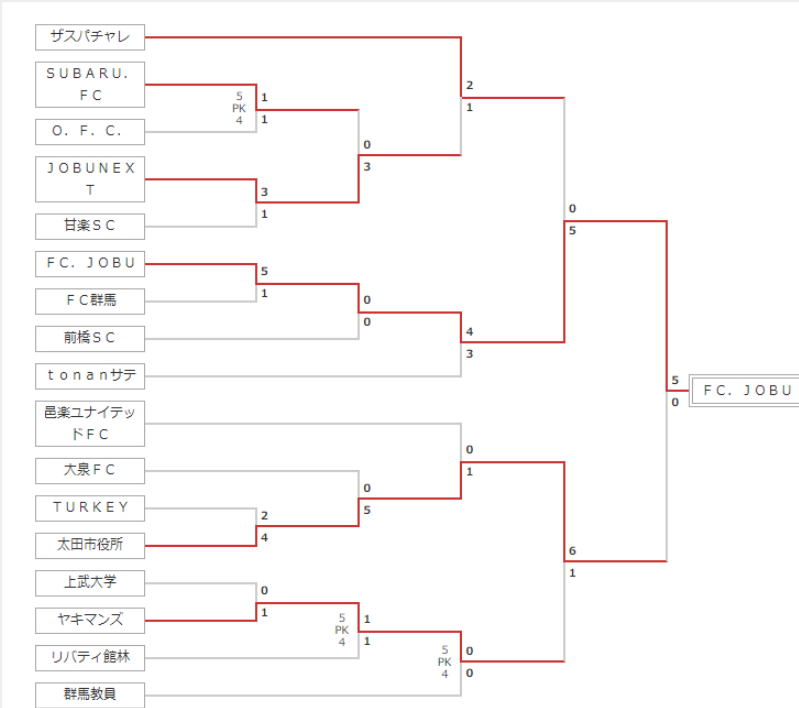 ザスパチャレ
ＳＵＢＡＲＵ．
ＦＣ
Ｏ．Ｆ．Ｃ．
5
PK
4
1
1
ＪＯＢＵＮＥＸ
Ｔ
甘楽ＳＣ
3
1
0
3
2
1
ＦＣ．ＪＯＢＵ
ＦＣ群馬
5
1
前橋ＳＣ
0
0
ｔｏｎａｎサテ
4
3
0
5
邑楽ユナイテッ
ドＦＣ
大泉ＦＣ
ＴＵＲＫＥＹ
太田市役所
2
4
0
5
0
1
上武大学
ヤキマンズ
0
1
リバティ館林
5
PK
4
1
1
群馬教員
5
PK
4
0
0
6
1
5
0
ＦＣ．ＪＯＢＵ